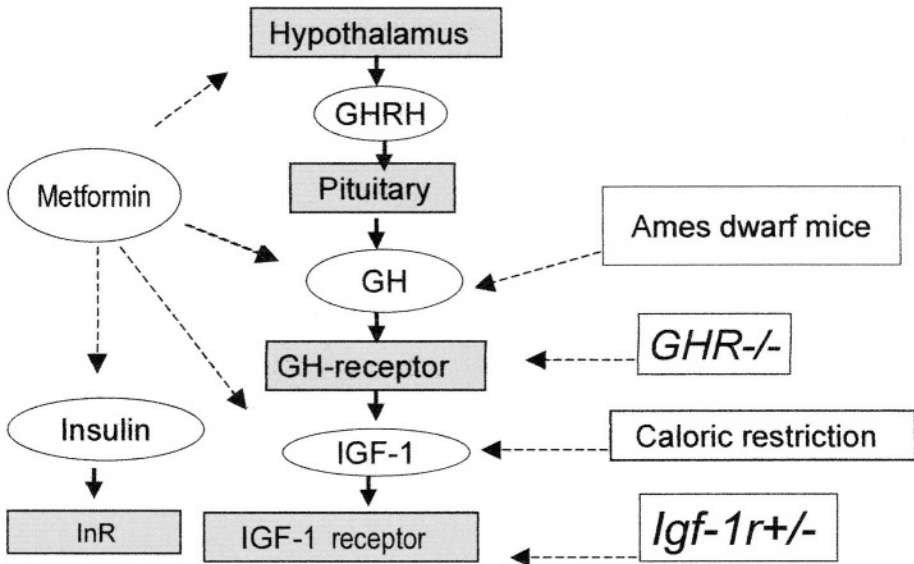 Hypothalamus
GHRH
Metformin
Pituitary
Ames dwarf mice
GH
GHR-/-
GH-receptor
Insulin
IGF-1
Caloric restriction
InR
IGF-1 receptor
Igf-1r+/-